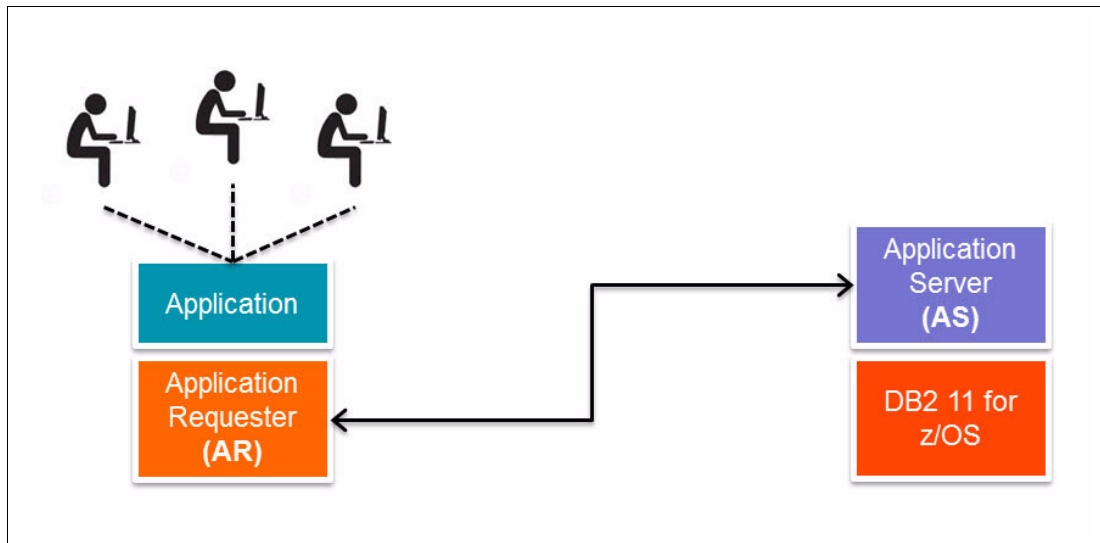 Application
Application
Requester
(AR)
Application
Server
(AS)
DB2 11 for
z/OS